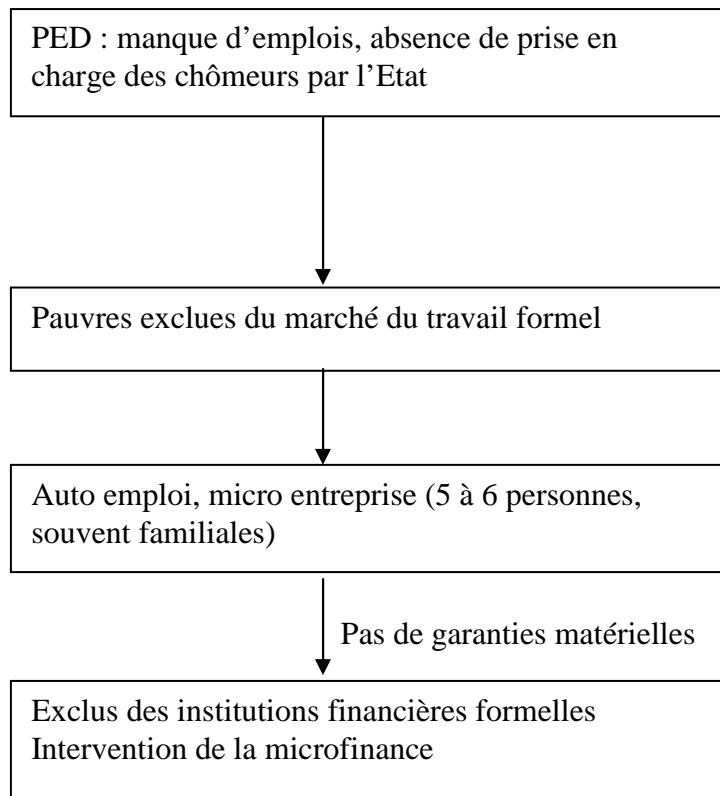 PED : manque d’emplois, absence de prise en
charge des chômeurs par l’Etat
Pauvres exclues du marché du travail formel
Auto emploi, micro entreprise (5 à 6 personnes,
souvent familiales)
Pas de garanties matérielles
Exclus des institutions financières formelles
Intervention de la microfinance